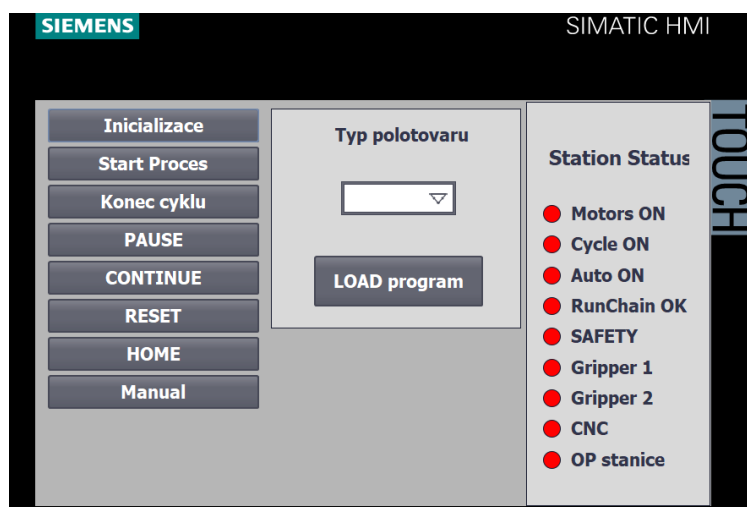 SIEMENS
SIMATIC HMI
TOUCH
Inicializace
Start Proces
Konec cyklu
PAUSE
CONTINUE
RESET
HOME
Manual
Typ polotovaru
LOAD program
Station Status
Motors ON
Cycle ON
Auto ON
RunChain OK
SAFETY
Gripper 1
Gripper 2
CNC
OP stanice